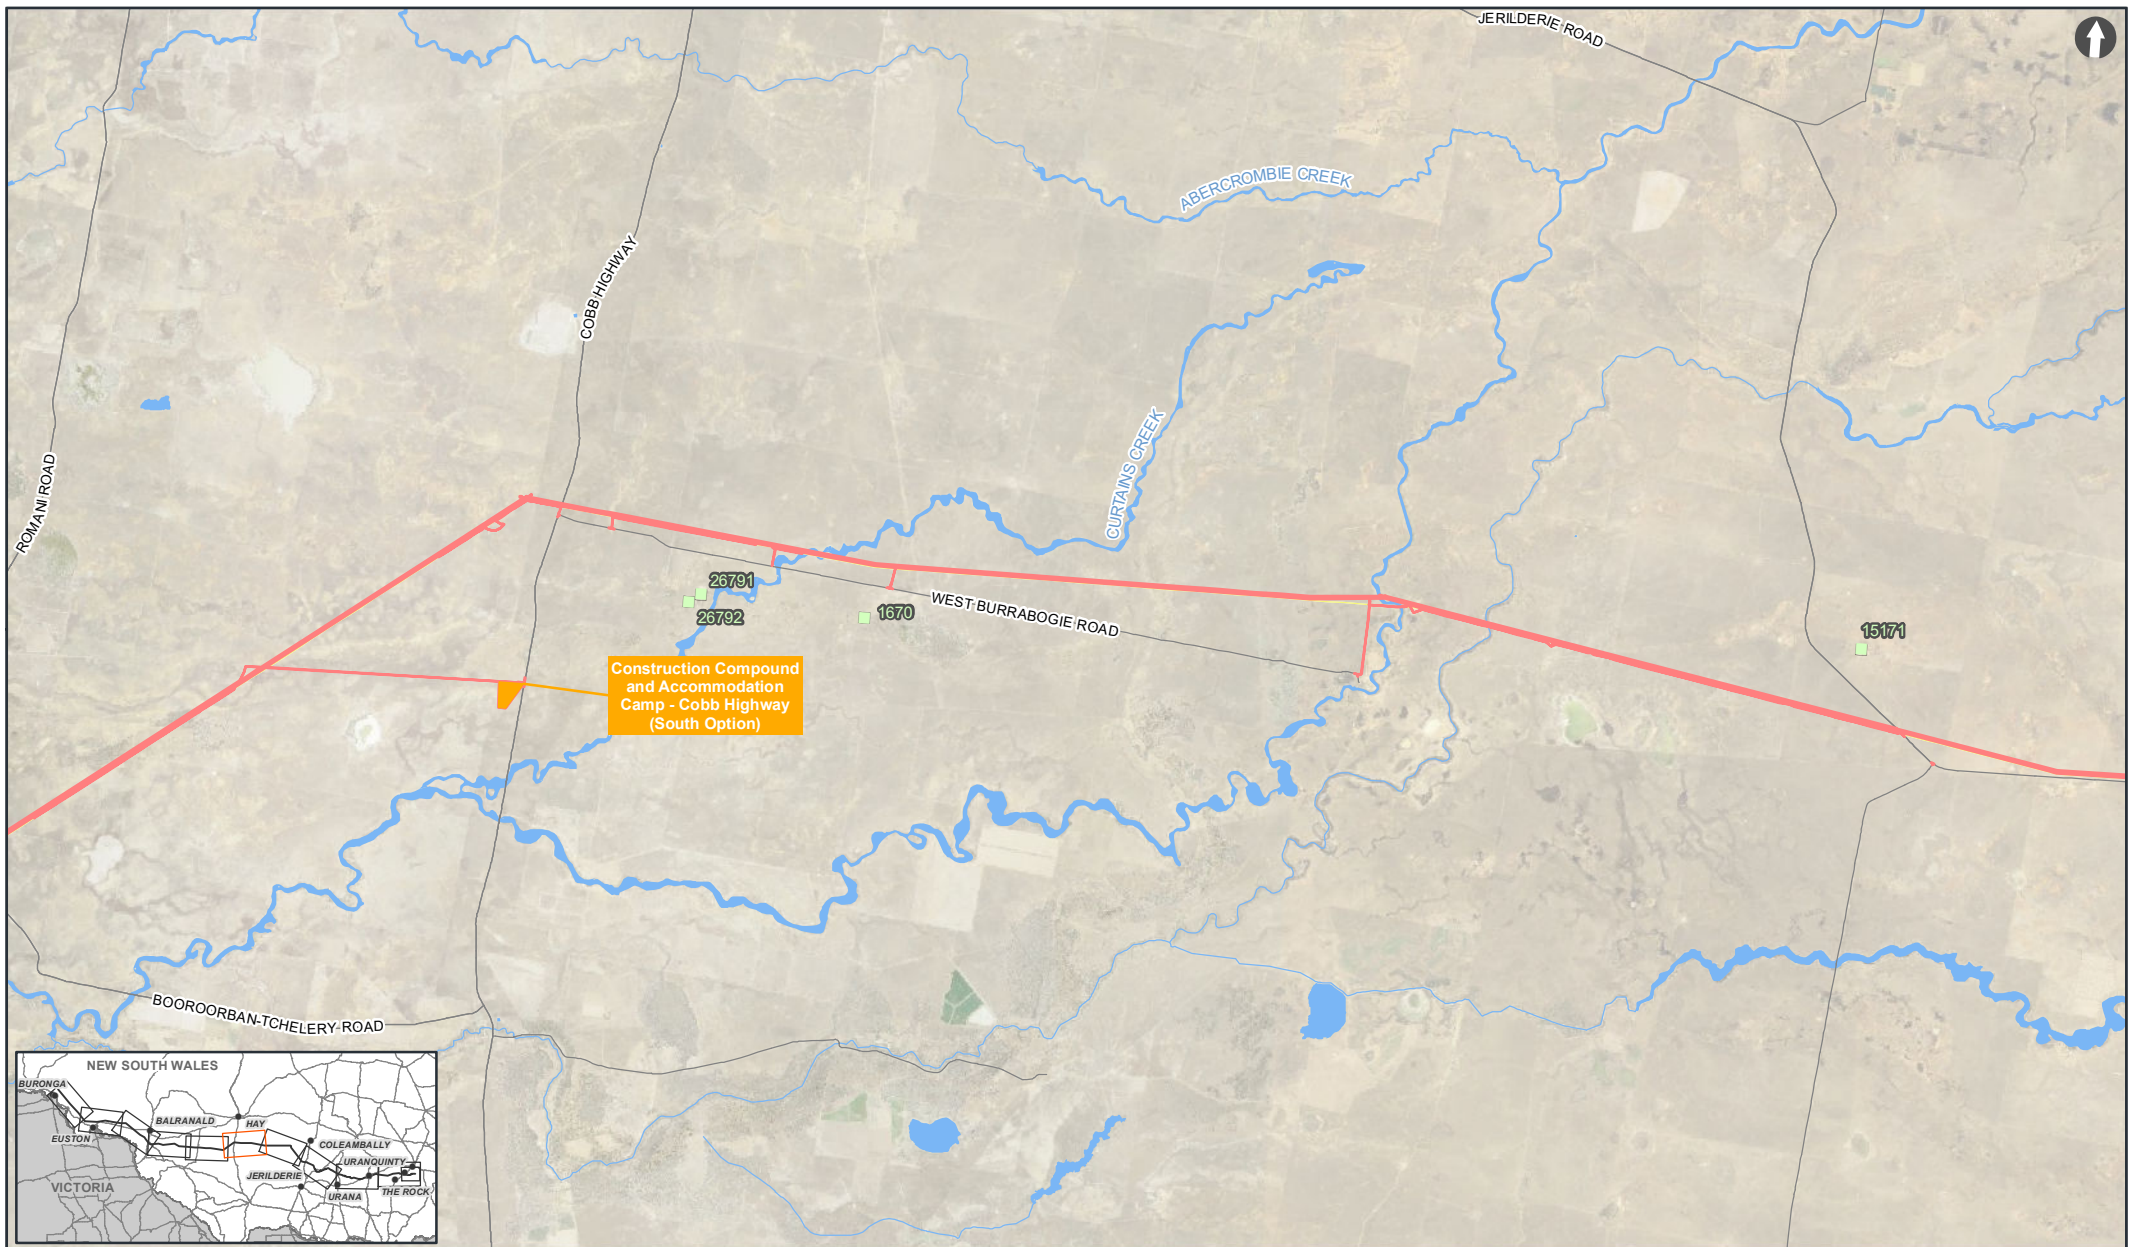 JERILDERIE ROAD
ABERCROMBIE CREEK
COBB HIGHWAY
CURTAINS CREEK
ROMANI ROAD
26791
26792
1670
WEST BURRABOGIE ROAD
15171
Construction Compound
and Accommodation
Camp - Cobb Highway
(South Option)
BOOROORBAN-TCHELERY ROAD
NEW SOUTH WALES
BURONGA
BALRANALD
HAY
EUSTON
COLEAMBALLY
URANQUINTY
JERILDERIE
VICTORIA
URANA
THE ROCK